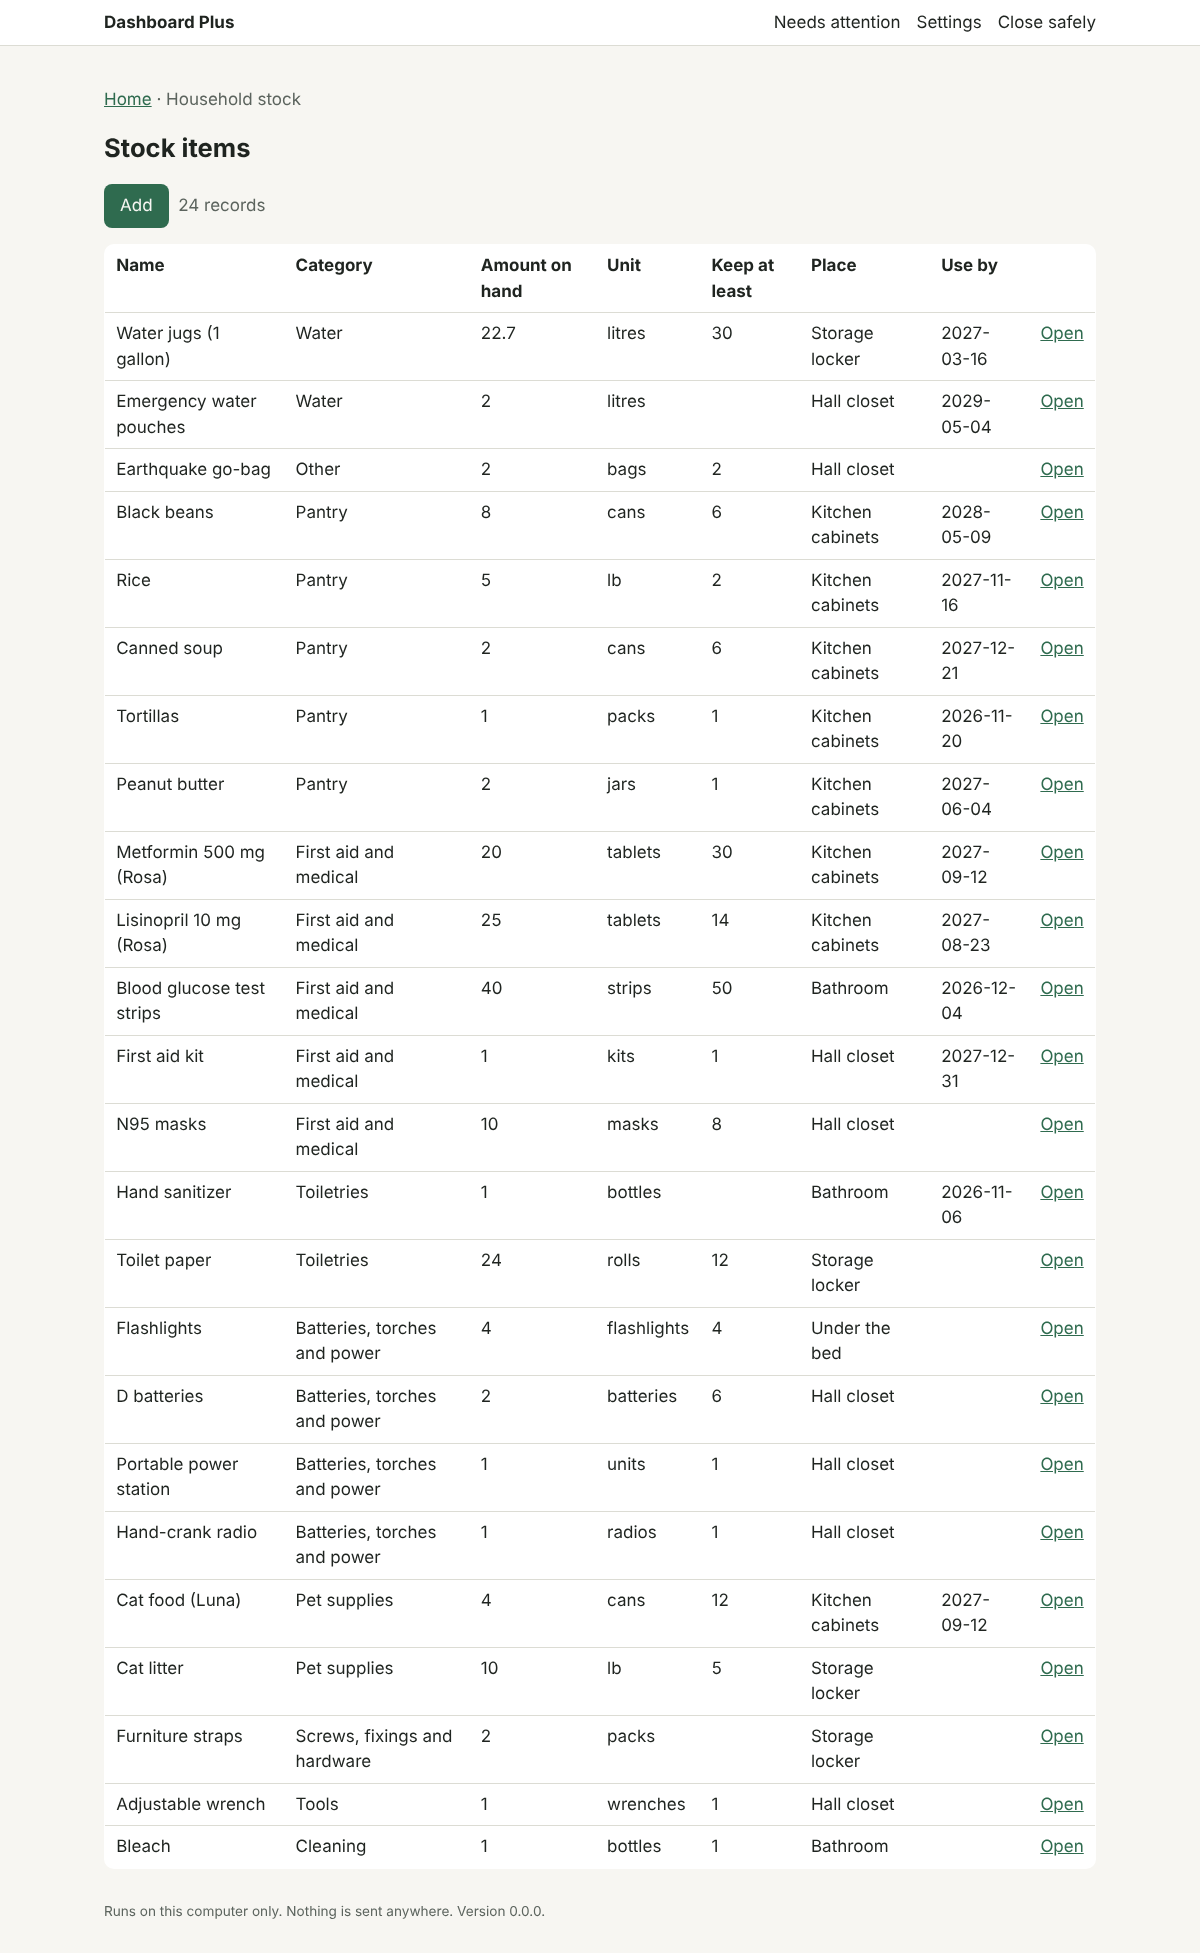 Dashboard Plus
Needs attention Settings Close safely
Home · Household stock
Stock items
Add 24 records
Name Category Amount on hand Unit Keep at least Place Use by
Water jugs (1 gallon) Water 22.7 litres 30 Storage locker 2027-03-16 Open
Emergency water pouches Water 2 litres Hall closet 2029-05-04 Open
Earthquake go-bag Other 2 bags 2 Hall closet Open
Black beans Pantry 8 cans 6 Kitchen cabinets 2028-05-09 Open
Rice Pantry 5 lb 2 Kitchen cabinets 2027-11-16 Open
Canned soup Pantry 2 cans 6 Kitchen cabinets 2027-12-21 Open
Tortillas Pantry 1 packs 1 Kitchen cabinets 2026-11-20 Open
Peanut butter Pantry 2 jars 1 Kitchen cabinets 2027-06-04 Open
Metformin 500 mg (Rosa) First aid and medical 20 tablets 30 Kitchen cabinets 2027-09-12 Open
Lisinopril 10 mg (Rosa) First aid and medical 25 tablets 14 Kitchen cabinets 2027-08-23 Open
Blood glucose test strips First aid and medical 40 strips 50 Bathroom 2026-12-04 Open
First aid kit First aid and medical 1 kits 1 Hall closet 2027-12-31 Open
N95 masks First aid and medical 10 masks 8 Hall closet Open
Hand sanitizer Toiletries 1 bottles Bathroom 2026-11-06 Open
Toilet paper Toiletries 24 rolls 12 Storage locker Open
Flashlights Batteries, torches and power 4 flashlights 4 Under the bed Open
D batteries Batteries, torches and power 2 batteries 6 Hall closet Open
Portable power station Batteries, torches and power 1 units 1 Hall closet Open
Hand-crank radio Batteries, torches and power 1 radios 1 Hall closet Open
Cat food (Luna) Pet supplies 4 cans 12 Kitchen cabinets 2027-09-12 Open
Cat litter Pet supplies 10 lb 5 Storage locker Open
Furniture straps Screws, fixings and hardware 2 packs Storage locker Open
Adjustable wrench Tools 1 wrenches 1 Hall closet Open
Bleach Cleaning 1 bottles 1 Bathroom Open
Runs on this computer only. Nothing is sent anywhere. Version 0.0.0.